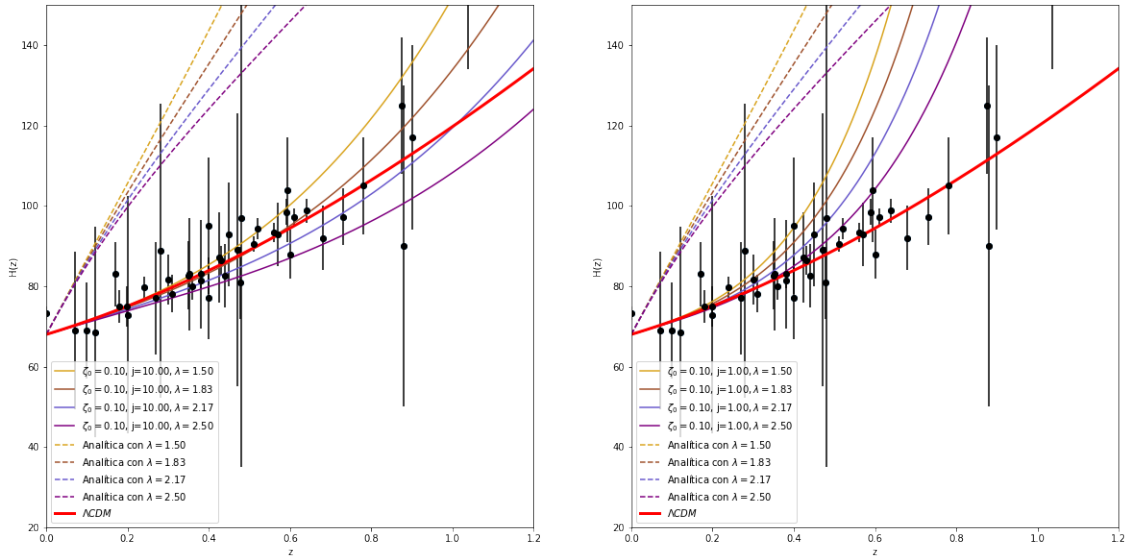 140
120
100
80
60
40
20
H(z)
ζ₀ = 0.10, j=10.00, λ = 1.50
ζ₀ = 0.10, j=10.00, λ = 1.83
ζ₀ = 0.10, j=10.00, λ = 2.17
ζ₀ = 0.10, j=10.00, λ = 2.50
Analítica con λ = 1.50
Analítica con λ = 1.83
Analítica con λ = 2.17
Analítica con λ = 2.50
ΛCDM
0.0 0.2 0.4 0.6 0.8 1.0 1.2
z
140
120
100
80
60
40
20
H(z)
ζ₀ = 0.10, j=1.00, λ = 1.50
ζ₀ = 0.10, j=1.00, λ = 1.83
ζ₀ = 0.10, j=1.00, λ = 2.17
ζ₀ = 0.10, j=1.00, λ = 2.50
Analítica con λ = 1.50
Analítica con λ = 1.83
Analítica con λ = 2.17
Analítica con λ = 2.50
ΛCDM
0.0 0.2 0.4 0.6 0.8 1.0 1.2
z